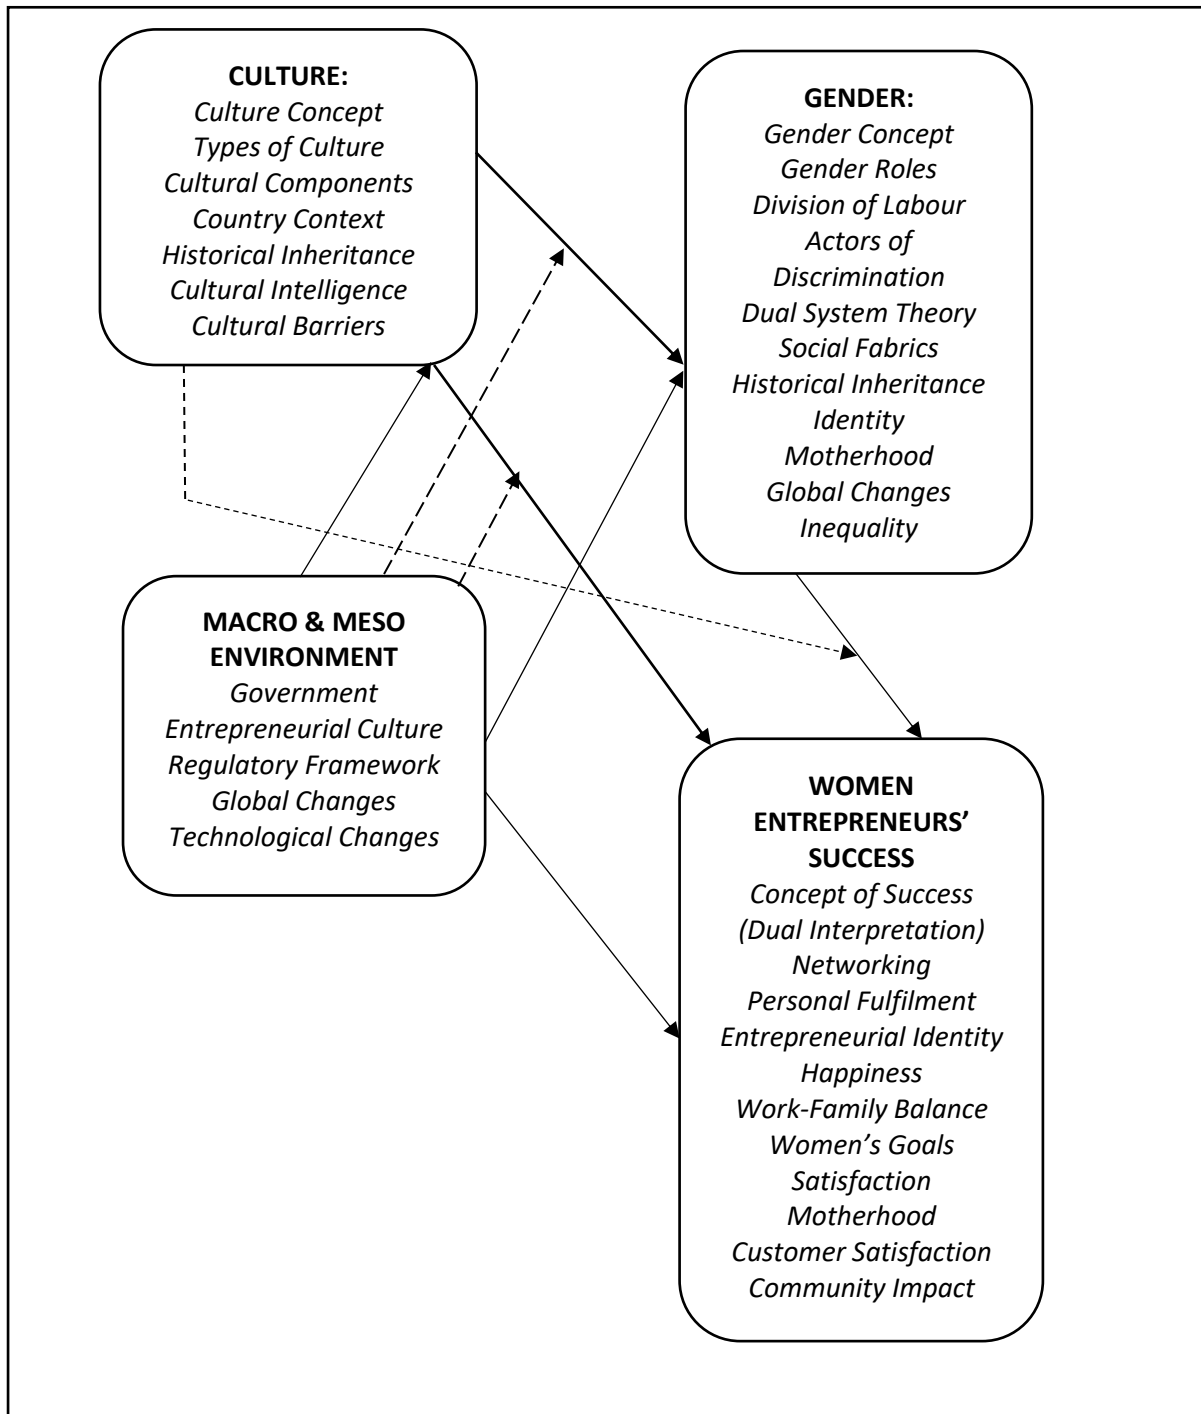 CULTURE:
Culture Concept
Types of Culture
Cultural Components
Country Context
Historical Inheritance
Cultural Intelligence
Cultural Barriers
GENDER:
Gender Concept
Gender Roles
Division of Labour
Actors of
Discrimination
Dual System Theory
Social Fabrics
Historical Inheritance
Identity
Motherhood
Global Changes
Inequality
MACRO & MESO
ENVIRONMENT
Government
Entrepreneurial Culture
Regulatory Framework
Global Changes
Technological Changes
WOMEN
ENTREPRENEURS’
SUCCESS
Concept of Success
(Dual Interpretation)
Networking
Personal Fulfilment
Entrepreneurial Identity
Happiness
Work-Family Balance
Women’s Goals
Satisfaction
Motherhood
Customer Satisfaction
Community Impact